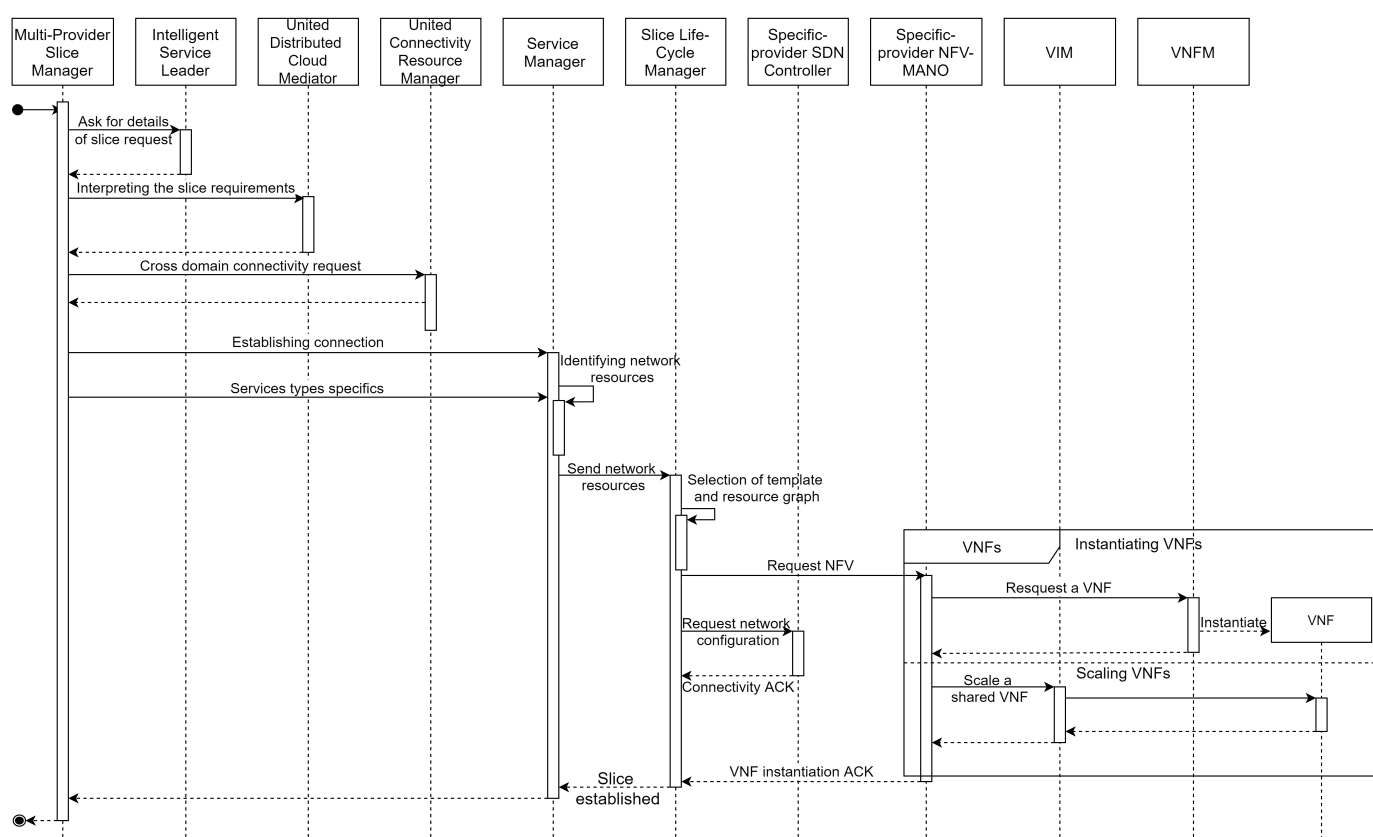 Multi-Provider
Slice
Manager
Intelligent
Service
Leader
United
Distributed
Cloud
Mediator
United
Connectivity
Resource
Manager
Service
Manager
Slice Life-
Cycle
Manager
Specific-
provider SDN
Controller
Specific-
provider NFV-
MANO
VIM
VNFM
Ask for details
of slice request
Interpreting the slice requirements
Cross domain connectivity request
Establishing connection
Identifying network
resources
Services types specifics
Send network
resources
Selection of template
and resource graph
VNFs
Instantiating VNFs
Request NFV
Resquest a VNF
Instantiate
VNF
Request network
configuration
Scaling VNFs
Connectivity ACK
Scale a
shared VNF
VNF instantiation ACK
Slice
established